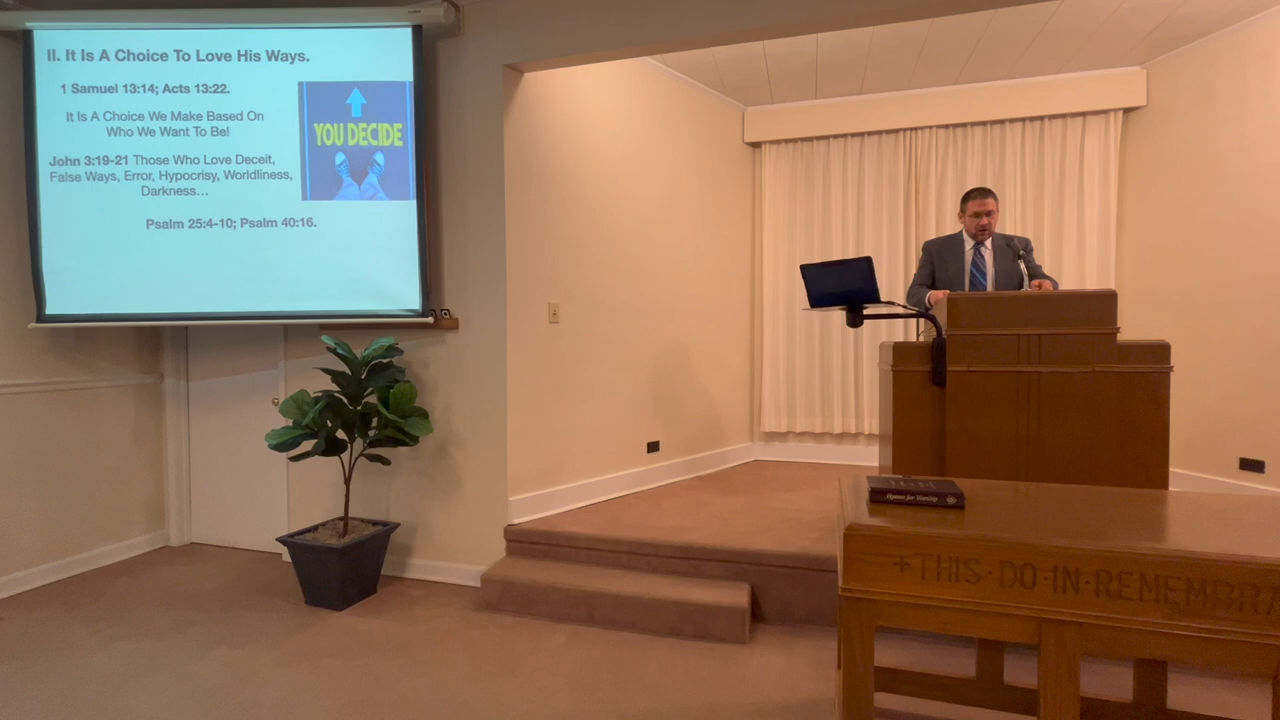 II. It Is A Choice To Love His Ways.
1 Samuel 13:14; Acts 13:22.
It Is A Choice We Make Based On
Who We Want To Be!
YOU DECIDE
John 3:19-21 Those Who Love Deceit,
False Ways, Error, Hypocrisy, Worldliness,
Darkness...
Psalm 25:4-10; Psalm 40:16.
Hymns for Worship
+THIS·DO·IN·REMEMBRA